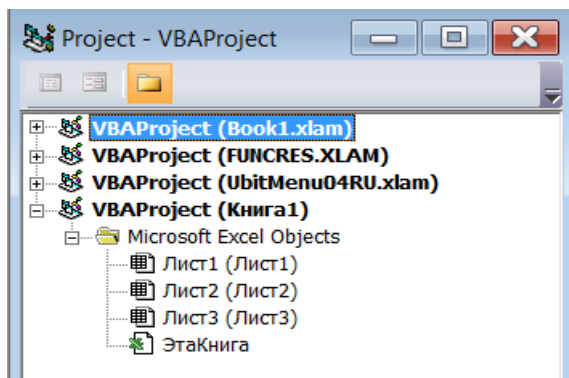 Project - VBAProject
VBAProject (Book1.xlam)
VBAProject (FUNCRES.XLAM)
VBAProject (UbitMenu04RU.xlam)
VBAProject (Книга1)
Microsoft Excel Objects
Лист1 (Лист1)
Лист2 (Лист2)
Лист3 (Лист3)
ЭтаКнига